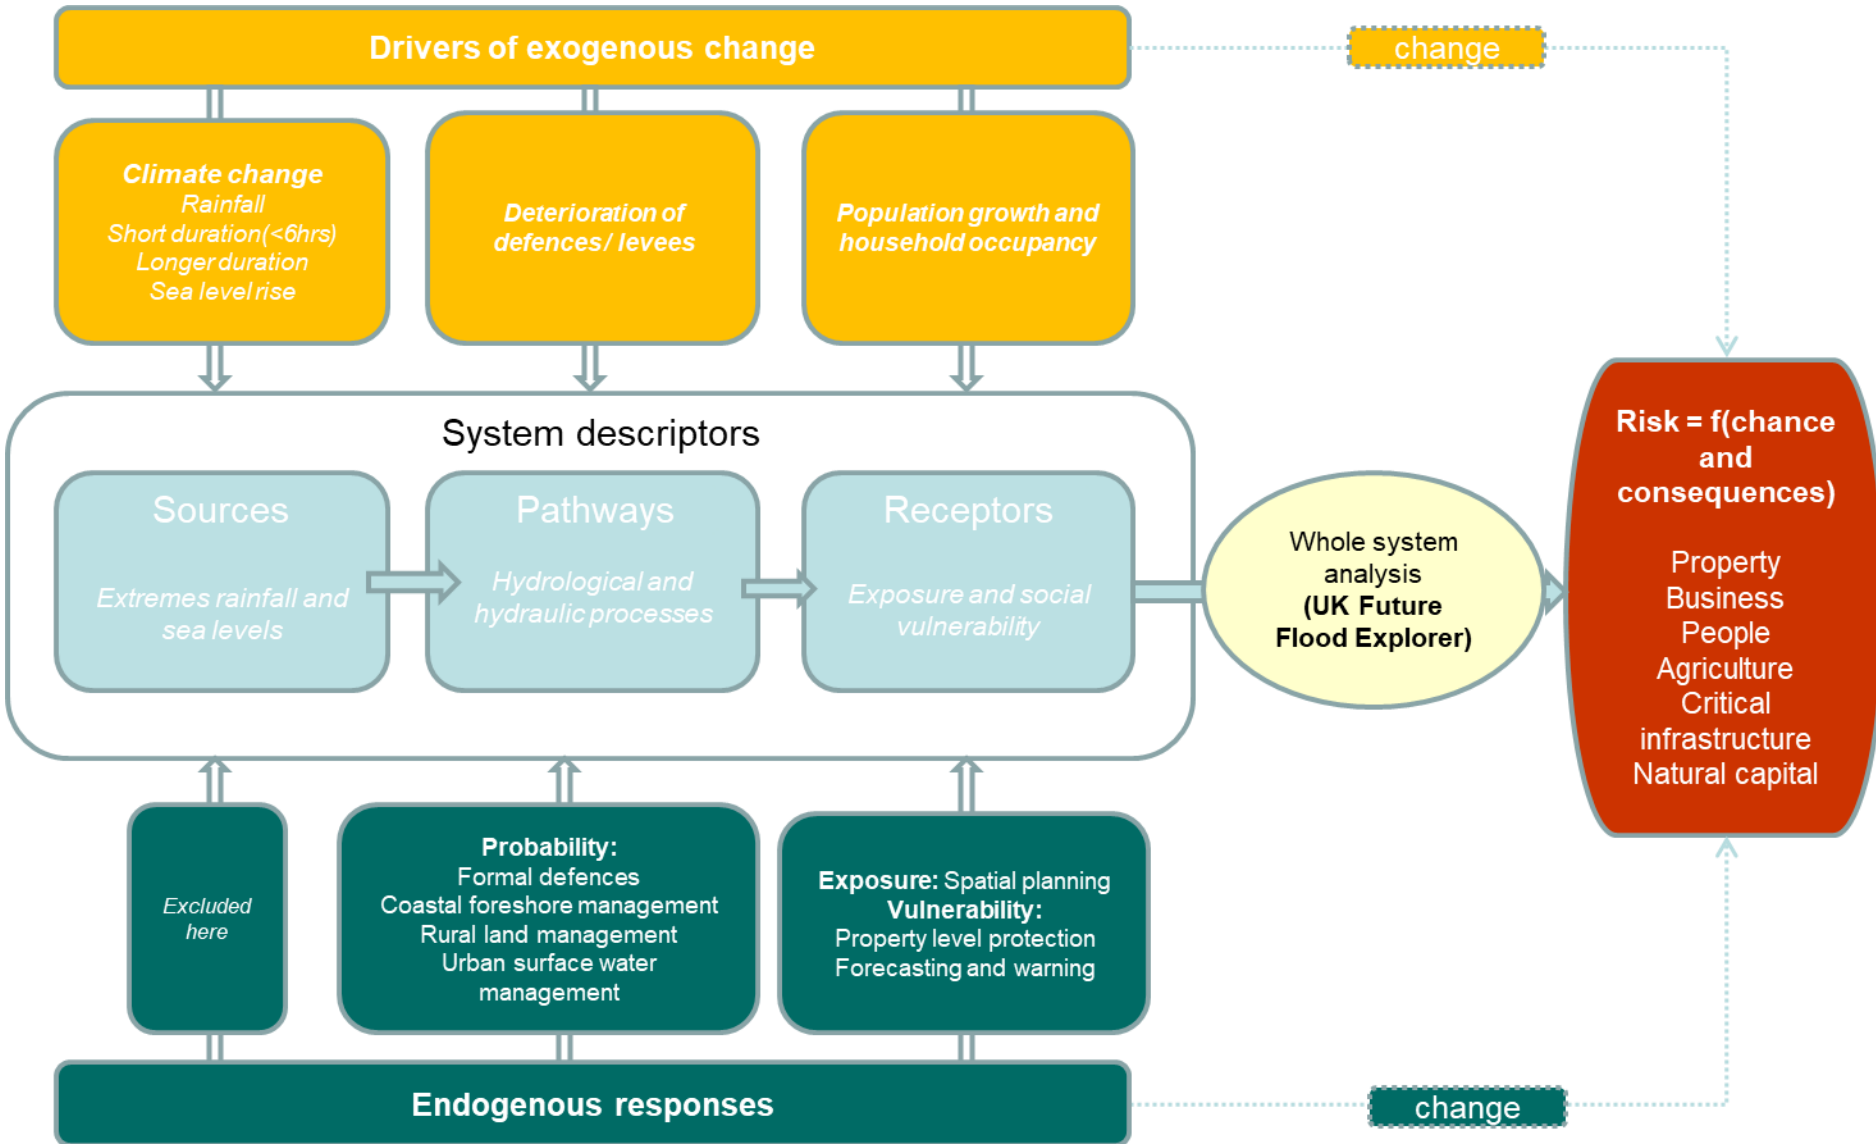 Drivers of exogenous change
change
Climate change
Rainfall
Short duration(<6hrs)
Longer duration
Sea level rise
Deterioration of
defences / levees
Population growth and
household occupancy
System descriptors
Sources
Extremes rainfall and
sea levels
Pathways
Hydrological and
hydraulic processes
Receptors
Exposure and social
vulnerability
Whole system
analysis
(UK Future
Flood Explorer)
Risk = f(chance
and
consequences)
Property
Business
People
Agriculture
Critical
infrastructure
Natural capital
Excluded
here
Probability:
Formal defences
Coastal foreshore management
Rural land management
Urban surface water
management
Exposure: Spatial planning
Vulnerability:
Property level protection
Forecasting and warning
Endogenous responses
change